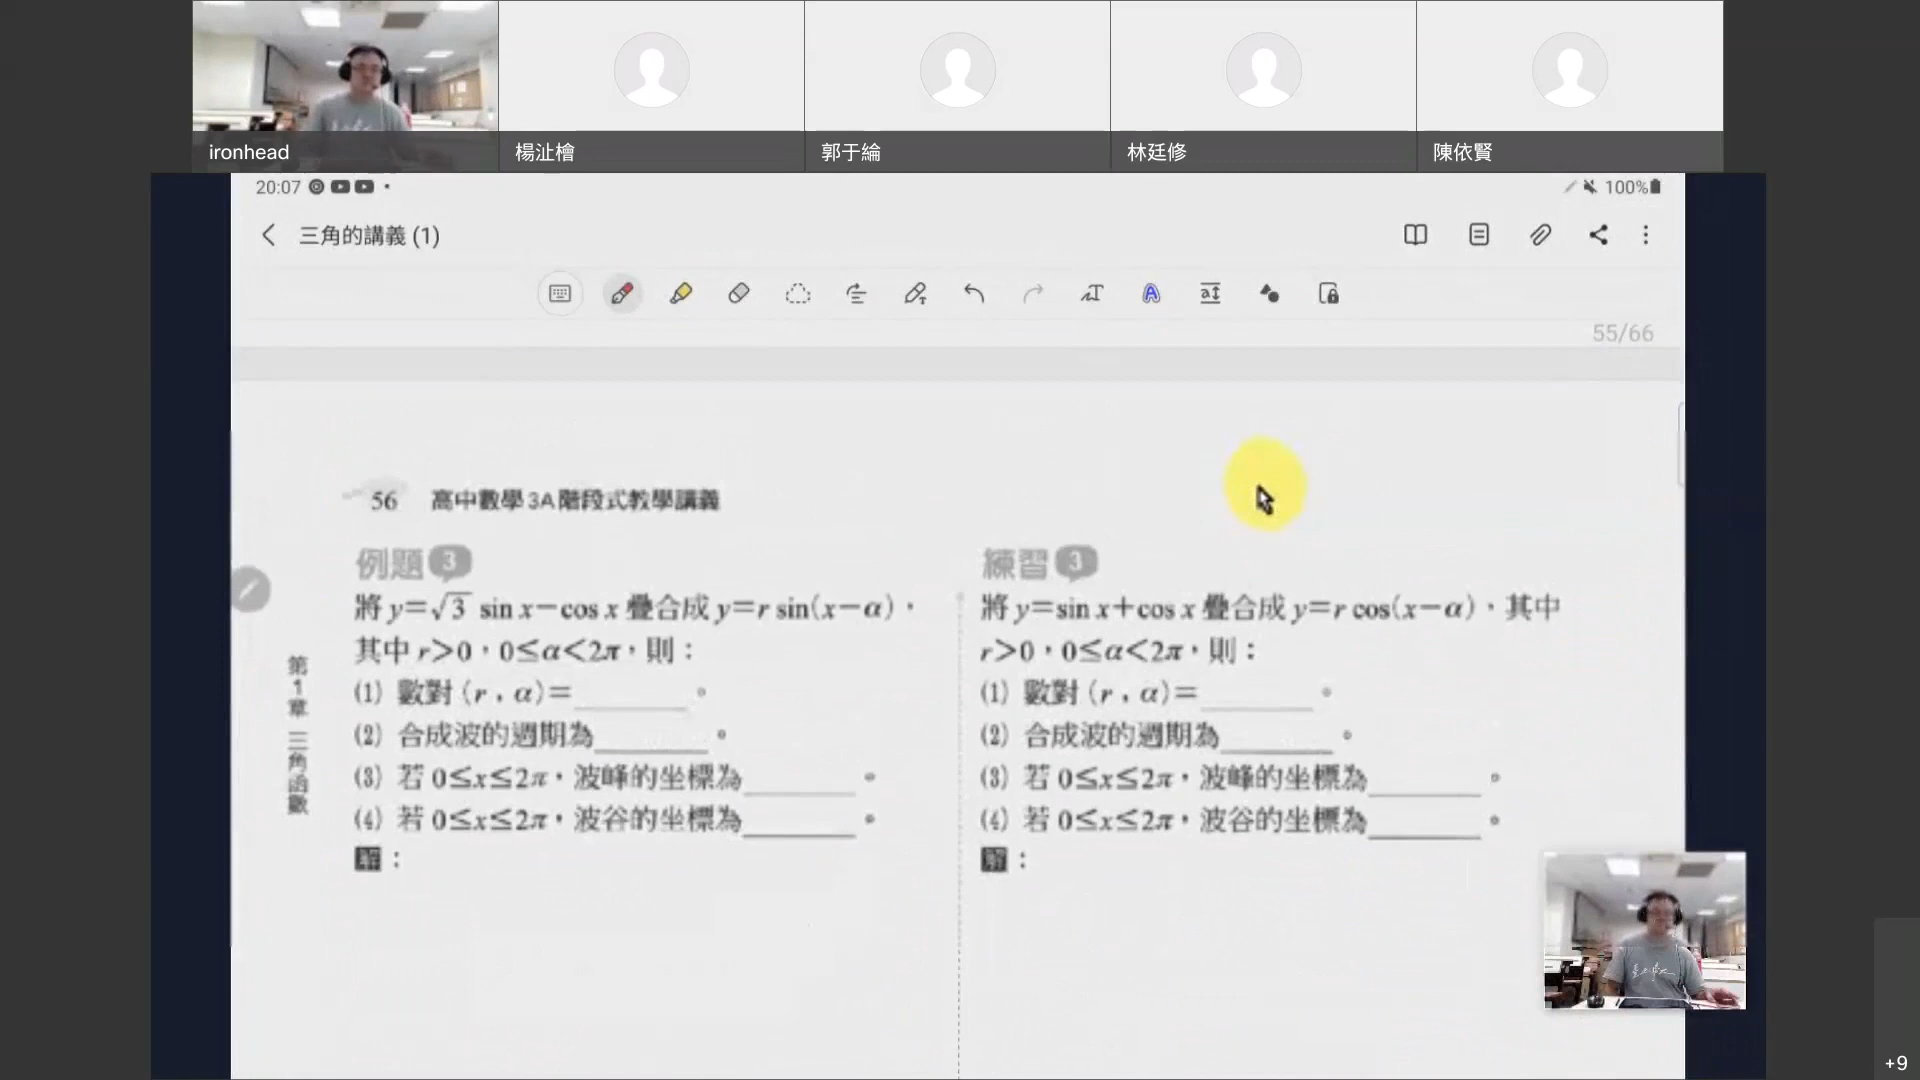 ironhead
楊沚檜
郭于綸
林廷修
陳依賢
20:07
100%
三角的講義 (1)
55/66
56 高中數學3A階段式教學講義
第1章 三角函數
例題 3
將 y=√3 sin x−cos x 疊合成 y=r sin(x−α)，
其中 r>0，0≤α<2π，則：
(1) 數對 (r，α)=________。
(2) 合成波的週期為________。
(3) 若 0≤x≤2π，波峰的坐標為________。
(4) 若 0≤x≤2π，波谷的坐標為________。
解：
練習 3
將 y=sin x+cos x 疊合成 y=r cos(x−α)，其中
r>0，0≤α<2π，則：
(1) 數對 (r，α)=________。
(2) 合成波的週期為________。
(3) 若 0≤x≤2π，波峰的坐標為________。
(4) 若 0≤x≤2π，波谷的坐標為________。
解：
+9